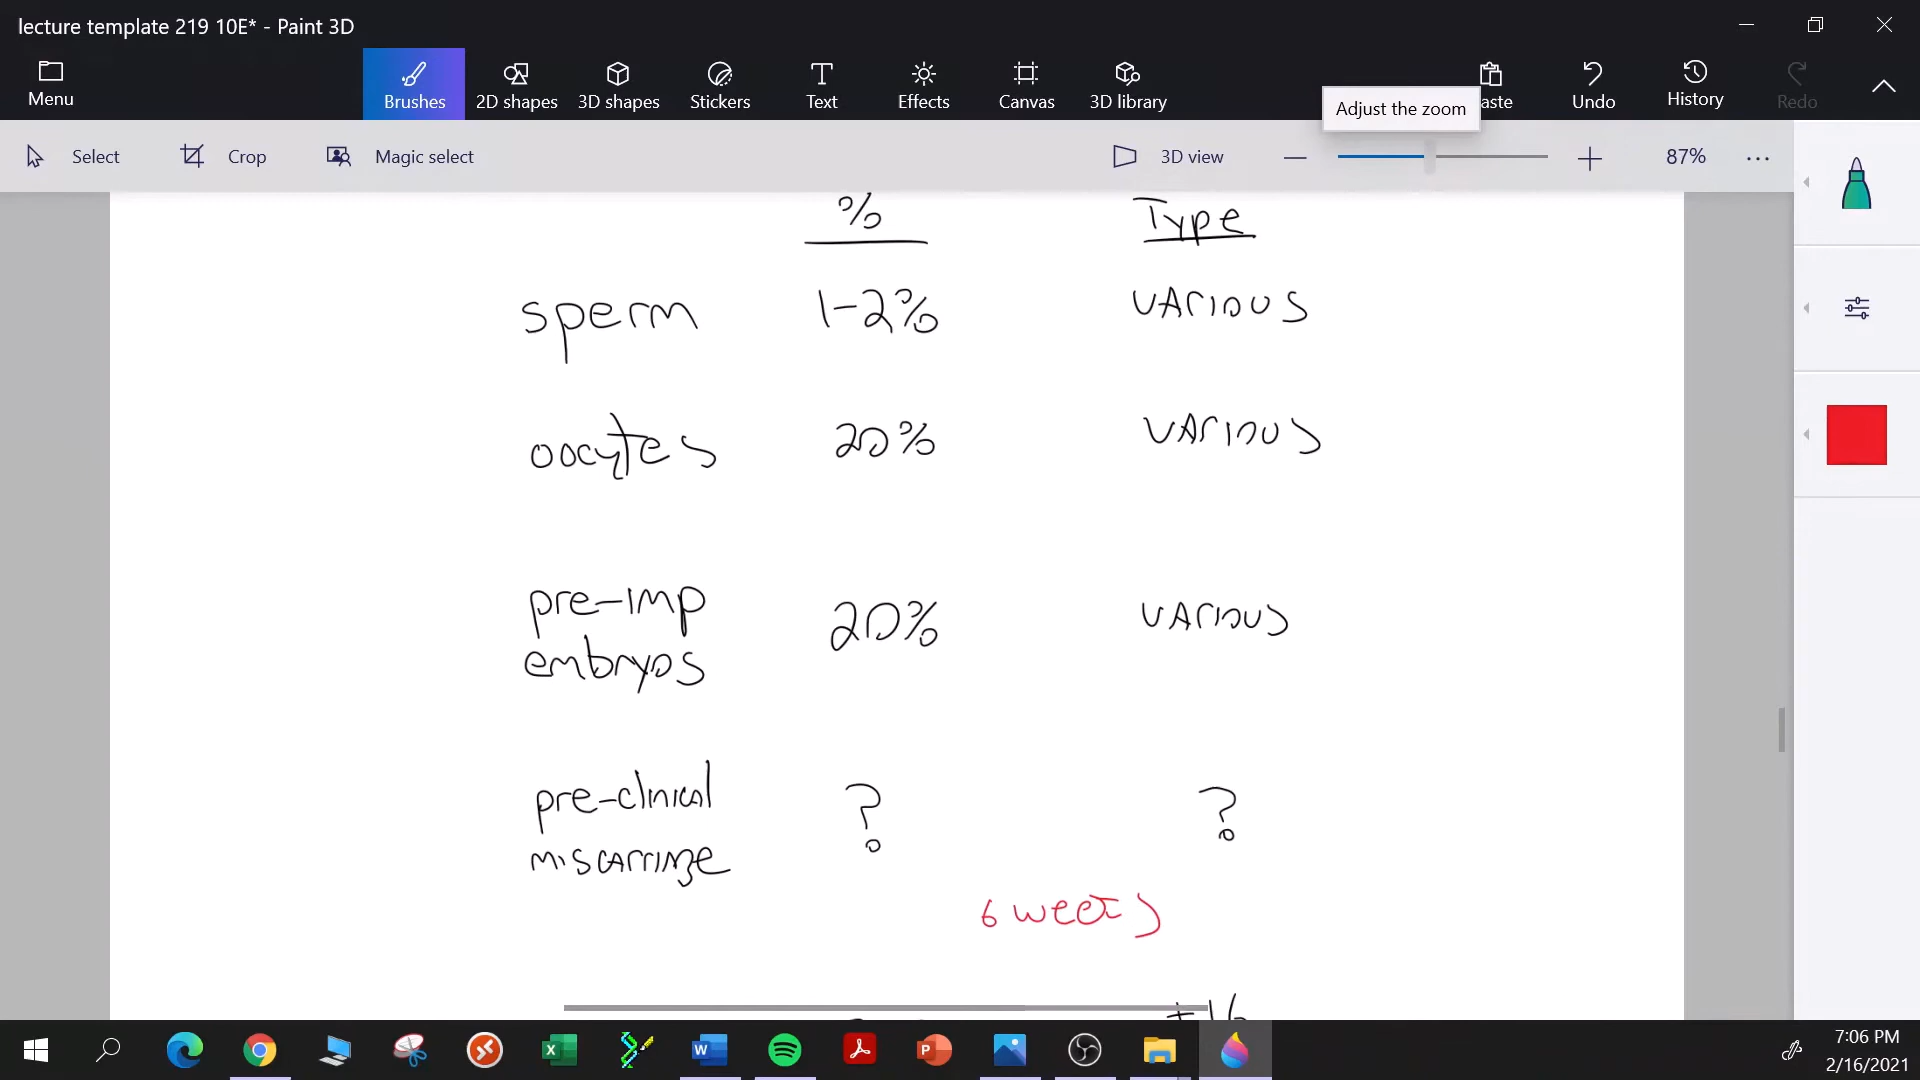 lecture template 219 10E* - Paint 3D
Menu
Brushes
2D shapes
3D shapes
Stickers
Text
Effects
Canvas
3D library
aste
Undo
History
Redo
Adjust the zoom
Select
Crop
Magic select
3D view
87%
% Type
sperm 1-2% VARIOUS
oocytes 20% VARIOUS
pre-imp 20% VARIOUS
embryos
pre-clinical ? ?
miscarriage
6 weeks
+16
7:06 PM
2/16/2021